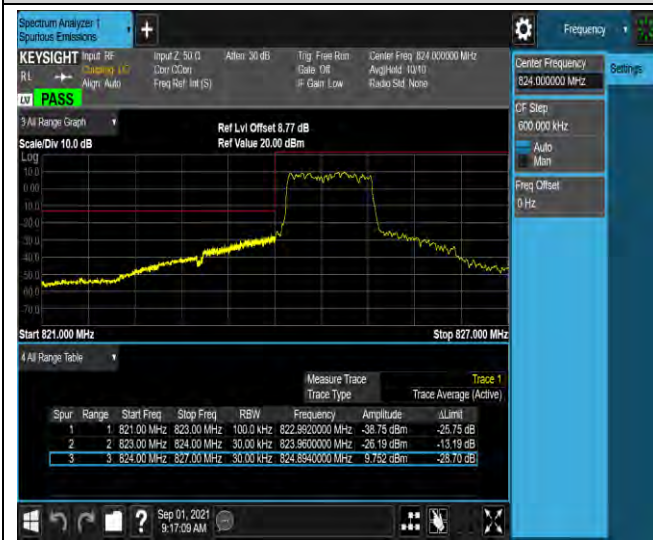 Spectrum Analyzer 1
Spurious Emissions
+
Frequency
KEYSIGHT Input: RF Input Z: 50 Ω Atten: 30 dB Trig: Free Run Center Freq: 824.000000 MHz
RL Coupling: DC Corr CCorr Gate: Off Avg|Hold: 10/10
Align: Auto Freq Ref: Int (S) IF Gain: Low Radio Std: None
LXI PASS
Center Frequency
824.000000 MHz
Settings
CF Step
600.000 kHz
Auto
Man
Freq Offset
0 Hz
3 All Range Graph
Ref Lvl Offset 8.77 dB
Scale/Div 10.0 dB Ref Value 20.00 dBm
Log
10.0
0.00
-10.0
-20.0
-30.0
-40.0
-50.0
-60.0
-70.0
Start 821.000 MHz Stop 827.000 MHz
4 All Range Table
Measure Trace Trace 1
Trace Type Trace Average (Active)
Spur Range Start Freq Stop Freq RBW Frequency Amplitude ΔLimit
1 1 821.00 MHz 823.00 MHz 100.0 kHz 822.9920000 MHz -38.75 dBm -25.75 dB
2 2 823.00 MHz 824.00 MHz 30.00 kHz 823.9600000 MHz -26.19 dBm -13.19 dB
3 3 824.00 MHz 827.00 MHz 30.00 kHz 824.8940000 MHz 9.752 dBm -28.70 dB
? Sep 01, 2021
9:17:09 AM